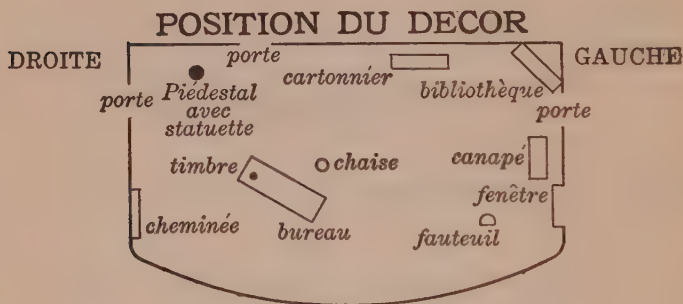 POSITION DU DECOR
DROITE
GAUCHE
porte
cartonnier
bibliothèque
porte
Piédestal
avec
statuette
porte
timbre
chaise
canapé
fenêtre
cheminée
bureau
fauteuil